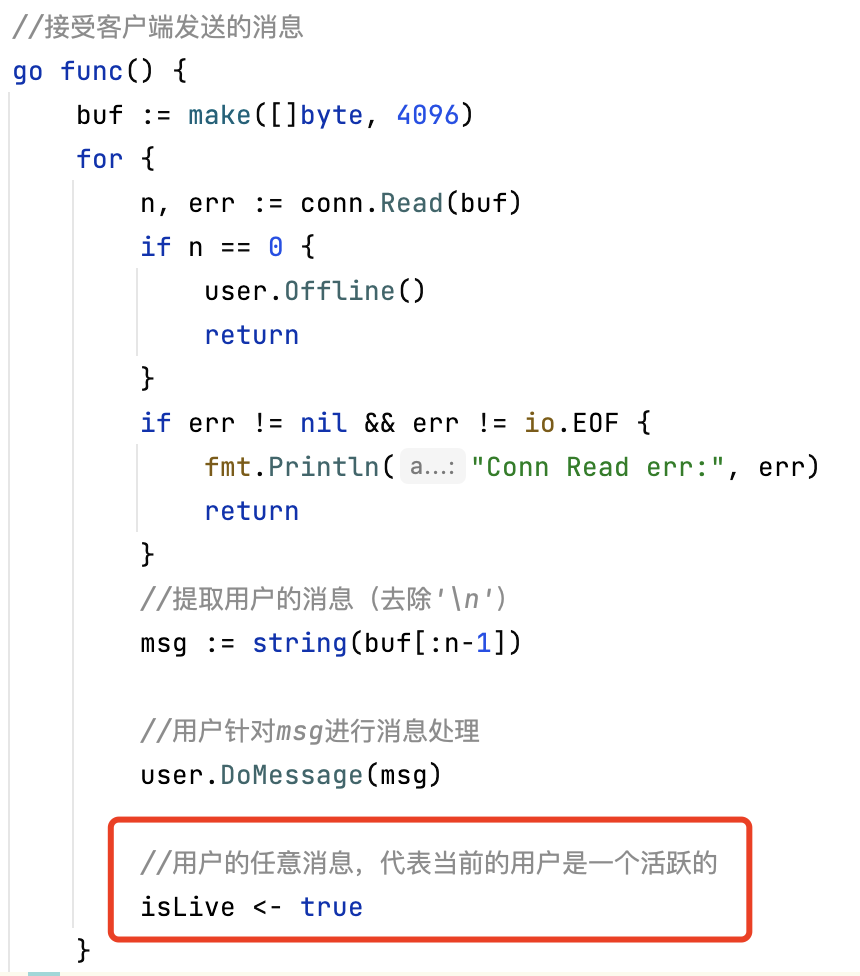 //接受客户端发送的消息
go func() {
buf := make([]byte, 4096)
for {
n, err := conn.Read(buf)
if n == 0 {
user.Offline()
return
}
if err != nil && err != io.EOF {
fmt.Println( a...: "Conn Read err:", err)
return
}
//提取用户的消息（去除'\n'）
msg := string(buf[:n-1])
//用户针对msg进行消息处理
user.DoMessage(msg)
//用户的任意消息，代表当前的用户是一个活跃的
isLive <- true
}